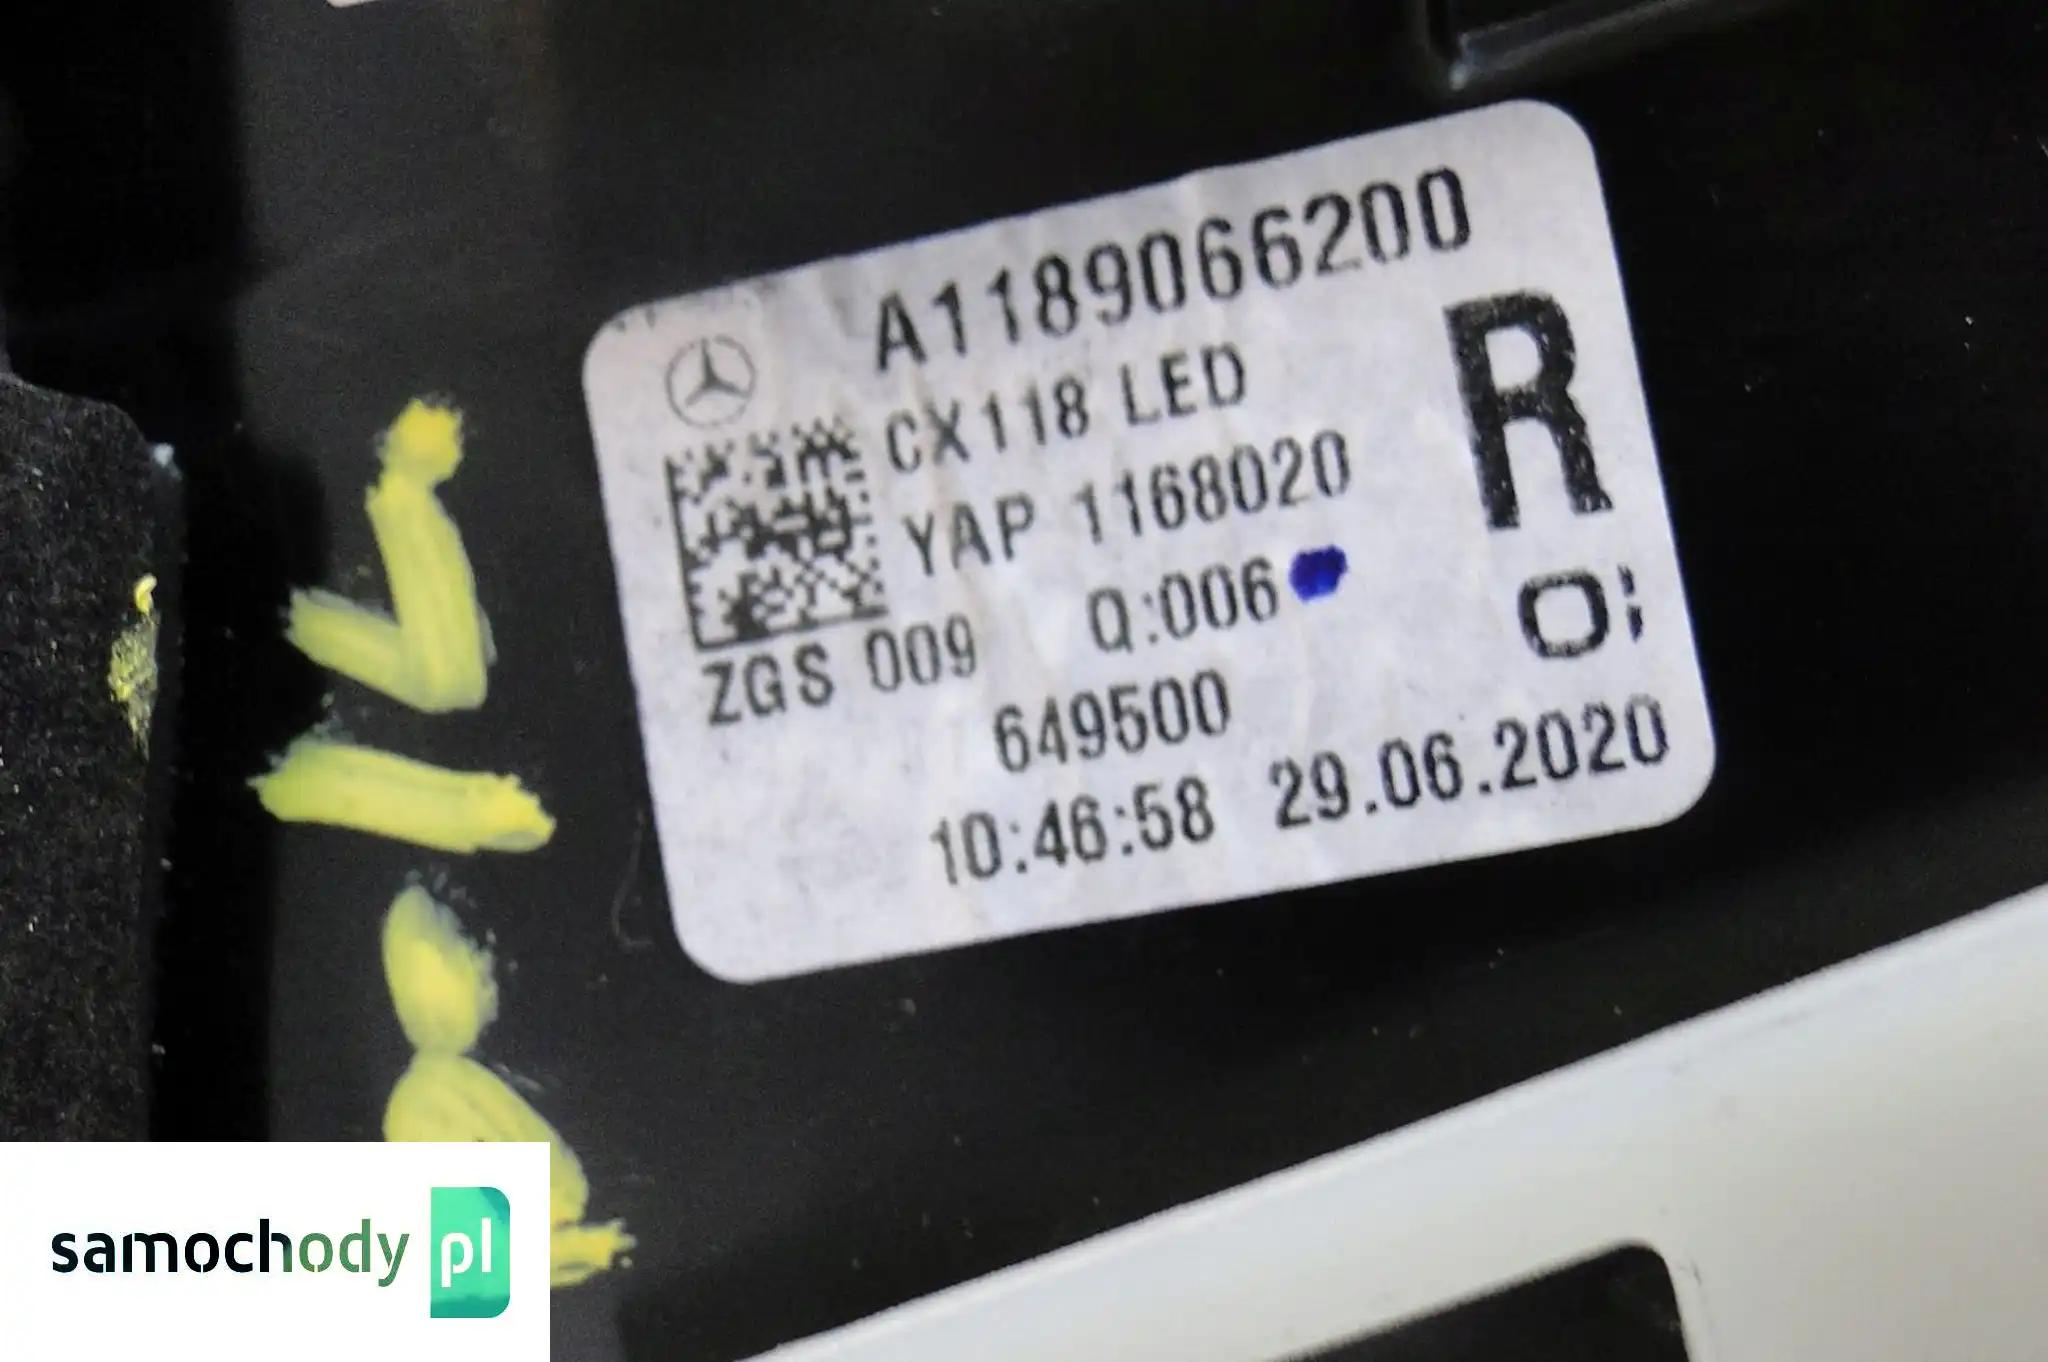 A1189066200
CX118 LED
R
YAP 1168020
ZGS 009 Q:006
649500
10:46:58 29.06.2020
samochody pl